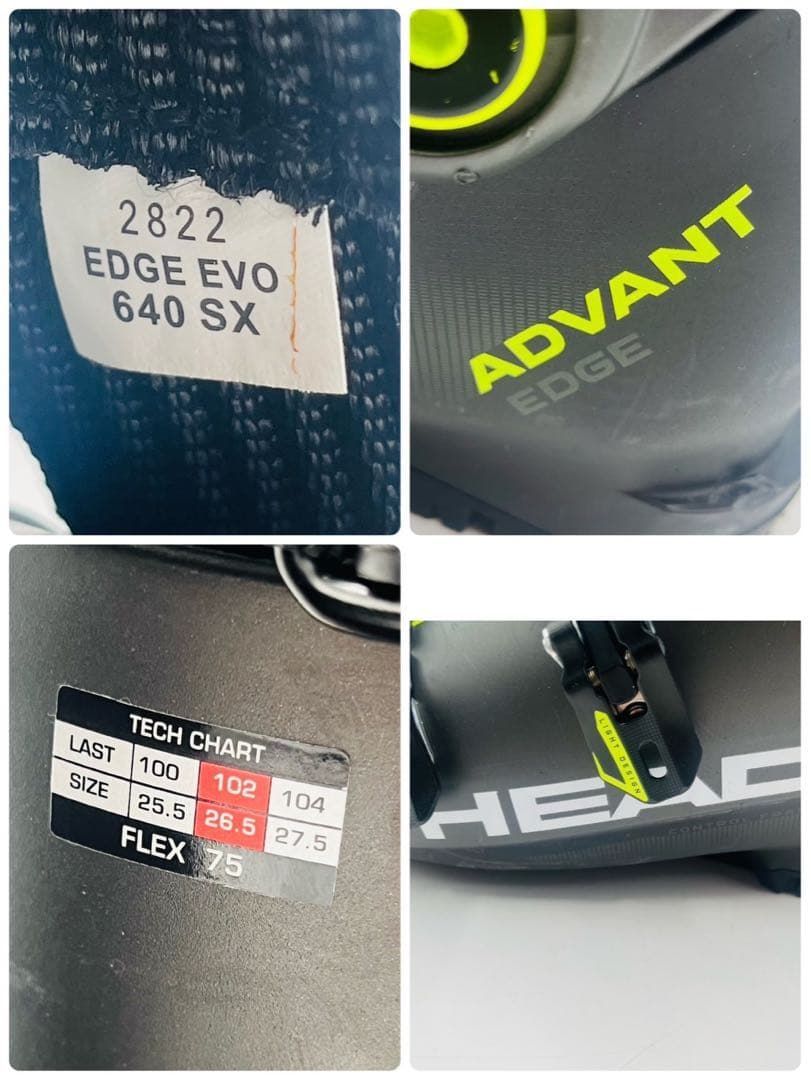 2822
EDGE EVO
640 SX
ADVANT
EDGE
TECH CHART
LAST 100 102 104
SIZE 25.5 26.5 27.5
FLEX 75
LIGHT DESIGN
HEAD